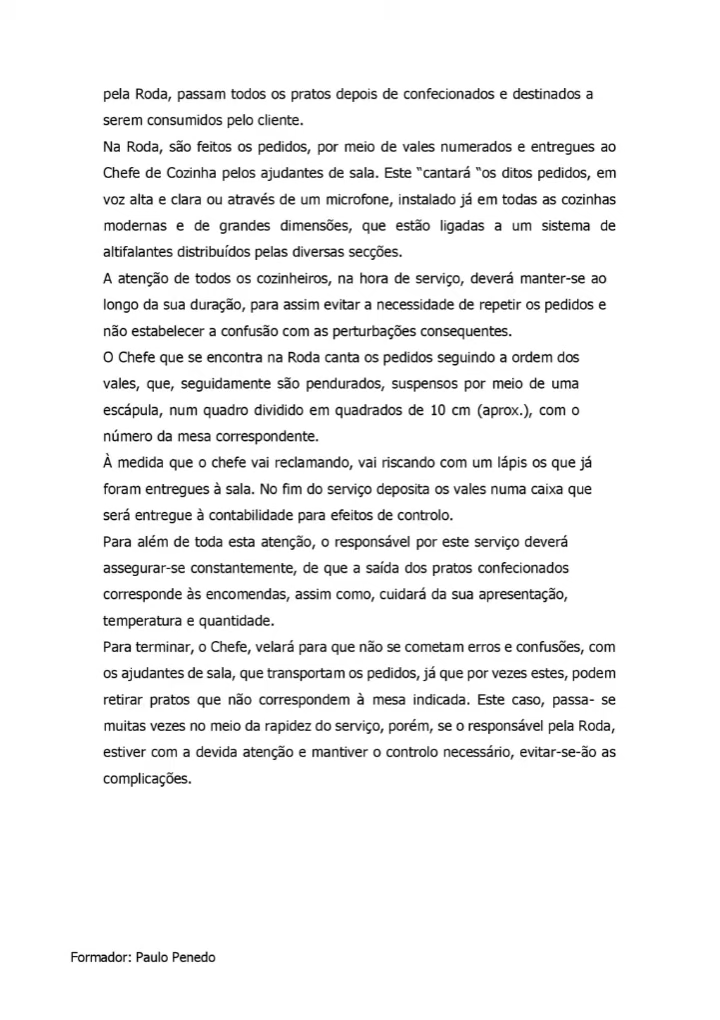 pela Roda, passam todos os pratos depois de confecionados e destinados a
serem consumidos pelo cliente.
Na Roda, são feitos os pedidos, por meio de vales numerados e entregues ao
Chefe de Cozinha pelos ajudantes de sala. Este “cantará “os ditos pedidos, em
voz alta e clara ou através de um microfone, instalado já em todas as cozinhas
modernas e de grandes dimensões, que estão ligadas a um sistema de
altifalantes distribuídos pelas diversas secções.
A atenção de todos os cozinheiros, na hora de serviço, deverá manter-se ao
longo da sua duração, para assim evitar a necessidade de repetir os pedidos e
não estabelecer a confusão com as perturbações consequentes.
O Chefe que se encontra na Roda canta os pedidos seguindo a ordem dos
vales, que, seguidamente são pendurados, suspensos por meio de uma
escápula, num quadro dividido em quadrados de 10 cm (aprox.), com o
número da mesa correspondente.
À medida que o chefe vai reclamando, vai riscando com um lápis os que já
foram entregues à sala. No fim do serviço deposita os vales numa caixa que
será entregue à contabilidade para efeitos de controlo.
Para além de toda esta atenção, o responsável por este serviço deverá
assegurar-se constantemente, de que a saída dos pratos confecionados
corresponde às encomendas, assim como, cuidará da sua apresentação,
temperatura e quantidade.
Para terminar, o Chefe, velará para que não se cometam erros e confusões, com
os ajudantes de sala, que transportam os pedidos, já que por vezes estes, podem
retirar pratos que não correspondem à mesa indicada. Este caso, passa- se
muitas vezes no meio da rapidez do serviço, porém, se o responsável pela Roda,
estiver com a devida atenção e mantiver o controlo necessário, evitar-se-ão as
complicações.
Formador: Paulo Penedo